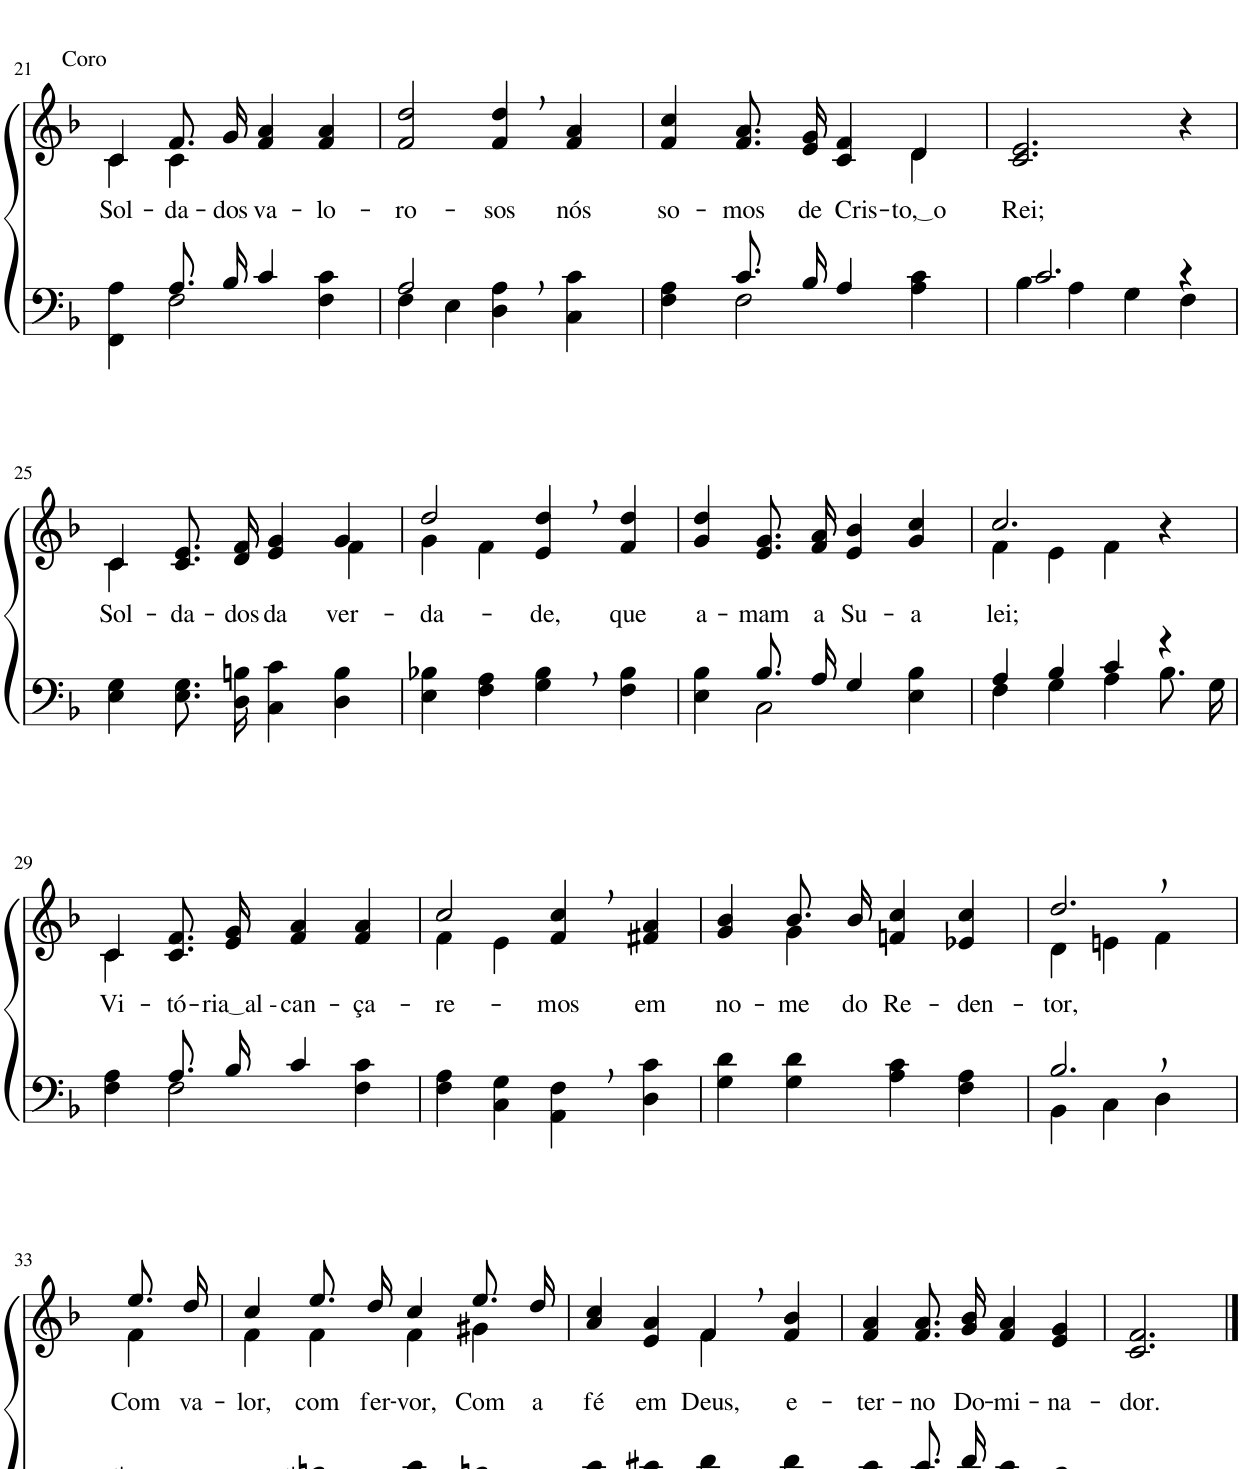 Coro
21
Sol - da - dos va - lo - ro - sos nós so - mos de Cris - to,‿o Rei;
25
Sol - da - dos da ver - da - de, que a - mam a Su - a lei;
29
Vi - tó - ria‿al - can - ça - re - mos em no - me do Re - den - tor,
33
Com va - lor, com fer - vor, Com a fé em Deus, e - ter - no Do - mi - na - dor.